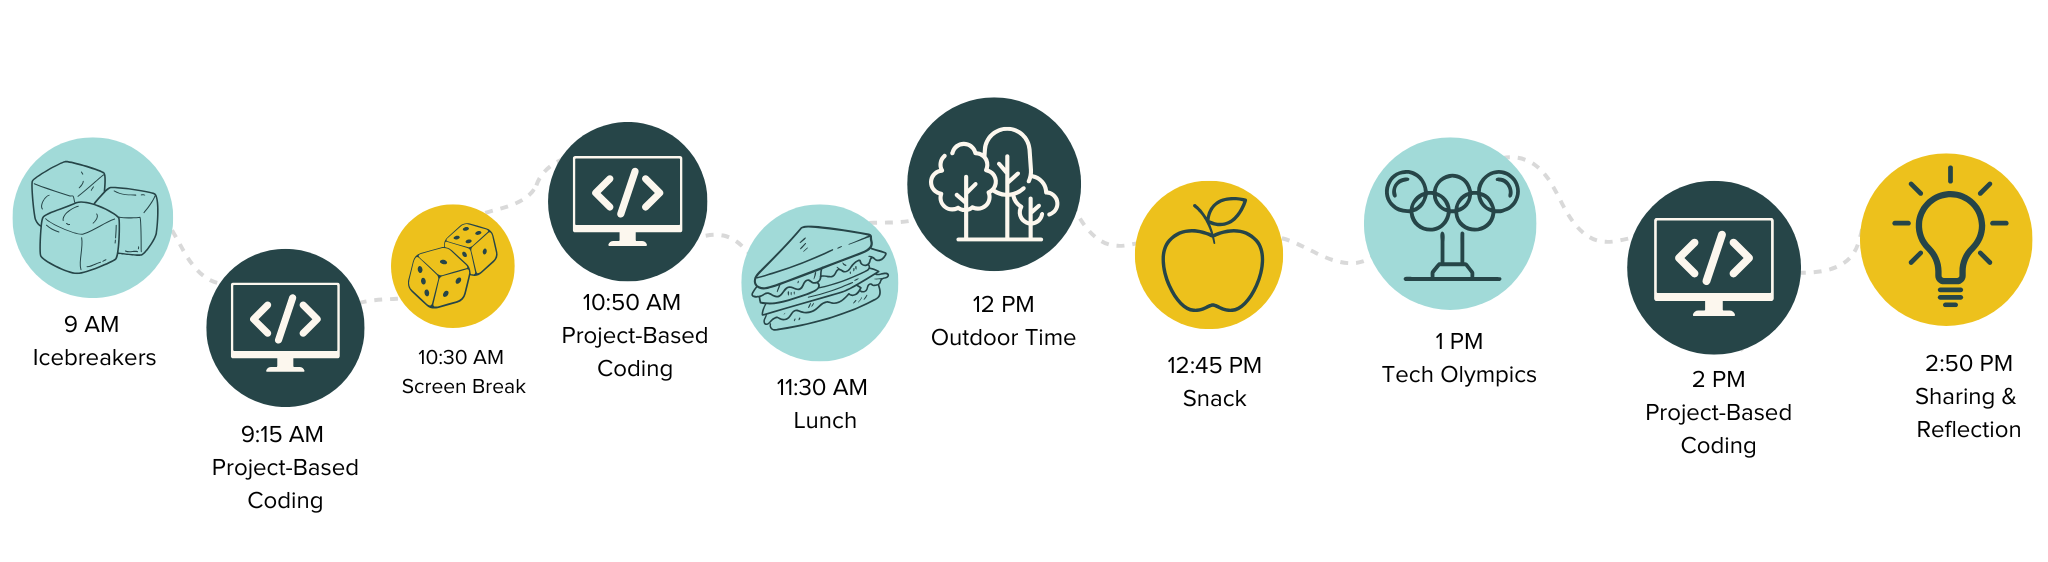 9 AM
Icebreakers
9:15 AM
Project-Based
Coding
10:30 AM
Screen Break
10:50 AM
Project-Based
Coding
11:30 AM
Lunch
12 PM
Outdoor Time
12:45 PM
Snack
1 PM
Tech Olympics
2 PM
Project-Based
Coding
2:50 PM
Sharing &
Reflection